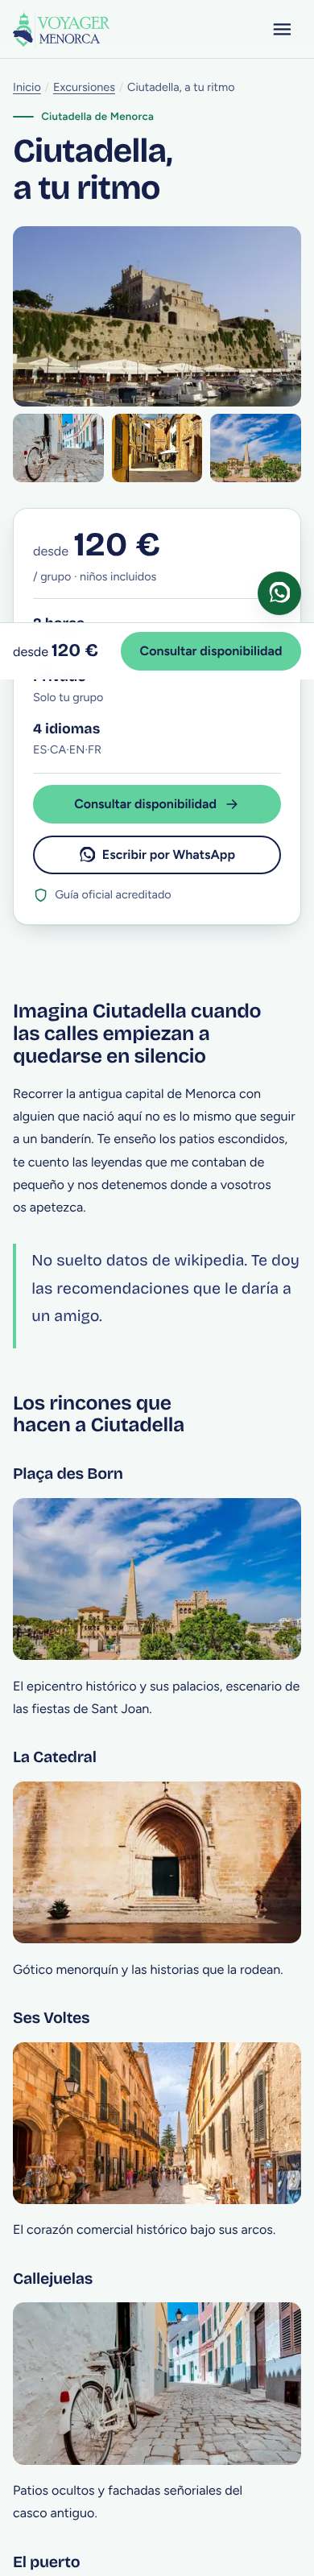 VOYAGER
MENORCA
Inicio / Excursiones / Ciutadella, a tu ritmo
Ciutadella de Menorca
Ciutadella,
a tu ritmo
desde 120 €
/ grupo · niños incluidos
desde 120 €
Consultar disponibilidad
Solo tu grupo
4 idiomas
ES·CA·EN·FR
Consultar disponibilidad →
Escribir por WhatsApp
Guía oficial acreditado
Imagina Ciutadella cuando
las calles empiezan a
quedarse en silencio
Recorrer la antigua capital de Menorca con
alguien que nació aquí no es lo mismo que seguir
a un banderín. Te enseño los patios escondidos,
te cuento las leyendas que me contaban de
pequeño y nos detenemos donde a vosotros
os apetezca.
No suelto datos de wikipedia. Te doy
las recomendaciones que le daría a
un amigo.
Los rincones que
hacen a Ciutadella
Plaça des Born
El epicentro histórico y sus palacios, escenario de
las fiestas de Sant Joan.
La Catedral
Gótico menorquín y las historias que la rodean.
Ses Voltes
El corazón comercial histórico bajo sus arcos.
Callejuelas
Patios ocultos y fachadas señoriales del
casco antiguo.
El puerto